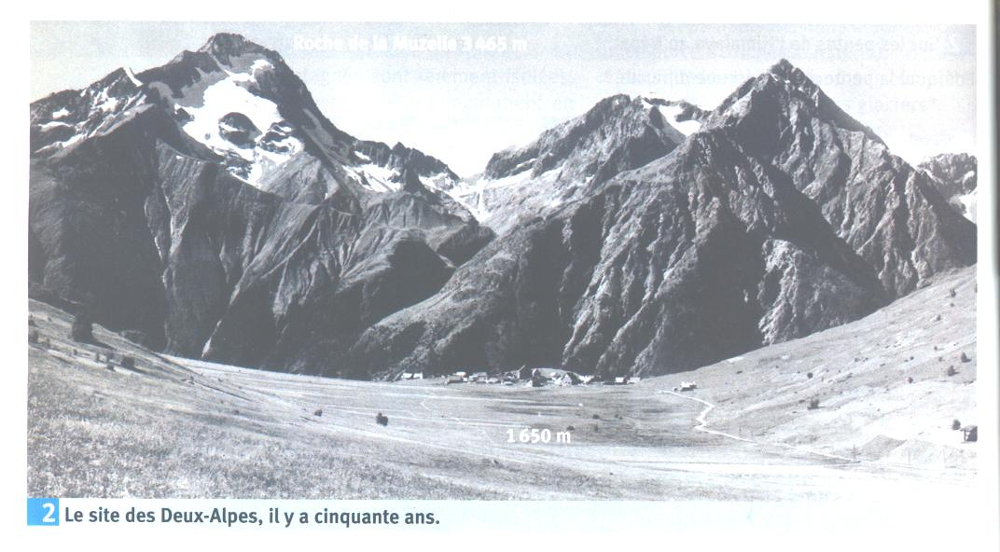 Roche de la Muzelle 3 465 m
1 650 m
2 Le site des Deux-Alpes, il y a cinquante ans.